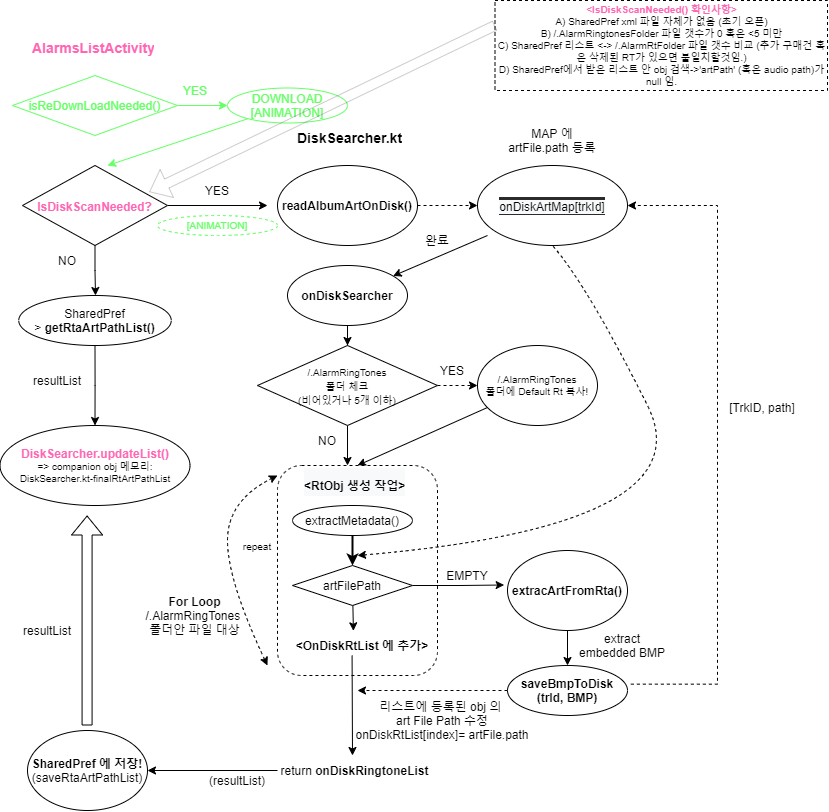 <IsDiskScanNeeded() 확인사항>
A) SharedPref xml 파일 자체가 없음 (초기 오픈)
B) /.AlarmRingtonesFolder 파일 갯수가 0 혹은 <5 미만
C) SharedPref 리스트 <-> /.AlarmRtFolder 파일 갯수 비교 (추가 구매건 혹
은 삭제된 RT가 있으면 불일치할것임.)
D) SharedPref에서 받은 리스트 안 obj 검색->'artPath' (혹은 audio path)가
null 임.
AlarmsListActivity
isReDownLoadNeeded()
YES
DOWNLOAD
[ANIMATION]
DiskSearcher.kt
MAP 에
artFile.path 등록
IsDiskScanNeeded?
YES
[ANIMATION]
readAlbumArtOnDisk()
onDiskArtMap[trkId]
NO
완료
SharedPref
> getRtaArtPathList()
onDiskSearcher
resultList
/.AlarmRingTones
폴더 체크
(비어있거나 5개 이하)
YES
/.AlarmRingTones
폴더에 Default Rt 복사!
[TrkID, path]
NO
DiskSearcher.updateList()
=> companion obj 메모리:
DiskSearcher.kt-finalRtArtPathList
<RtObj 생성 작업>
extractMetadata()
repeat
artFilePath
EMPTY
extracArtFromRta()
For Loop
/.AlarmRingTones
폴더안 파일 대상
resultList
<OnDiskRtList 에 추가>
extract
embedded BMP
saveBmpToDisk
(trId, BMP)
리스트에 등록된 obj 의
art File Path 수정
onDiskRtList[index]= artFile.path
SharedPref 에 저장!
(saveRtaArtPathList)
(resultList)
return onDiskRingtoneList